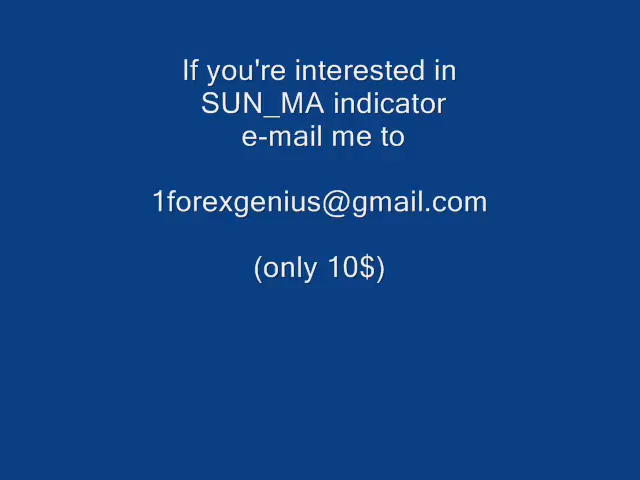 If you're interested in
SUN_MA indicator
e-mail me to
1forexgenius@gmail.com
(only 10$)